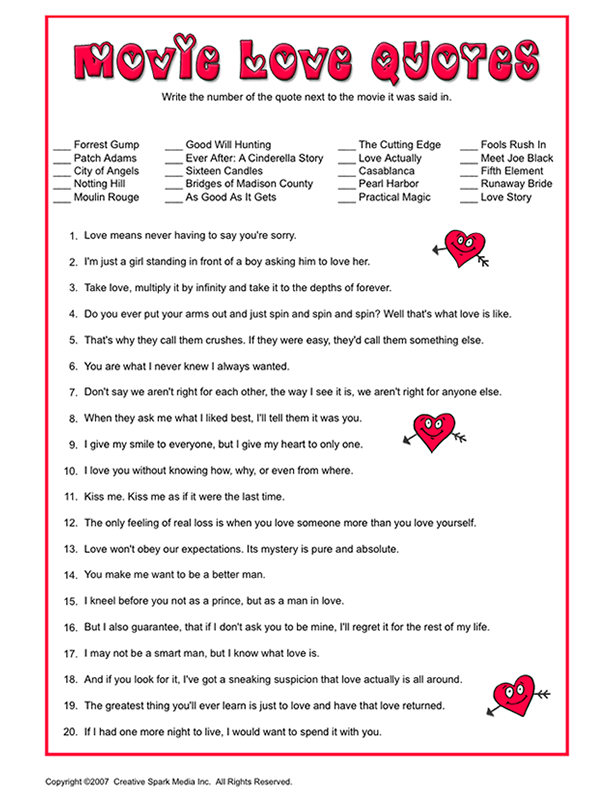 Movie Love Quotes
Write the number of the quote next to the movie it was said in.
___ Forrest Gump ___ Good Will Hunting ___ The Cutting Edge ___ Fools Rush In
___ Patch Adams ___ Ever After: A Cinderella Story ___ Love Actually ___ Meet Joe Black
___ City of Angels ___ Sixteen Candles ___ Casablanca ___ Fifth Element
___ Notting Hill ___ Bridges of Madison County ___ Pearl Harbor ___ Runaway Bride
___ Moulin Rouge ___ As Good As It Gets ___ Practical Magic ___ Love Story
1. Love means never having to say you're sorry.
2. I'm just a girl standing in front of a boy asking him to love her.
3. Take love, multiply it by infinity and take it to the depths of forever.
4. Do you ever put your arms out and just spin and spin and spin? Well that's what love is like.
5. That's why they call them crushes. If they were easy, they'd call them something else.
6. You are what I never knew I always wanted.
7. Don't say we aren't right for each other, the way I see it is, we aren't right for anyone else.
8. When they ask me what I liked best, I'll tell them it was you.
9. I give my smile to everyone, but I give my heart to only one.
10. I love you without knowing how, why, or even from where.
11. Kiss me. Kiss me as if it were the last time.
12. The only feeling of real loss is when you love someone more than you love yourself.
13. Love won't obey our expectations. Its mystery is pure and absolute.
14. You make me want to be a better man.
15. I kneel before you not as a prince, but as a man in love.
16. But I also guarantee, that if I don't ask you to be mine, I'll regret it for the rest of my life.
17. I may not be a smart man, but I know what love is.
18. And if you look for it, I've got a sneaking suspicion that love actually is all around.
19. The greatest thing you'll ever learn is just to love and have that love returned.
20. If I had one more night to live, I would want to spend it with you.
Copyright ©2007 Creative Spark Media Inc. All Rights Reserved.